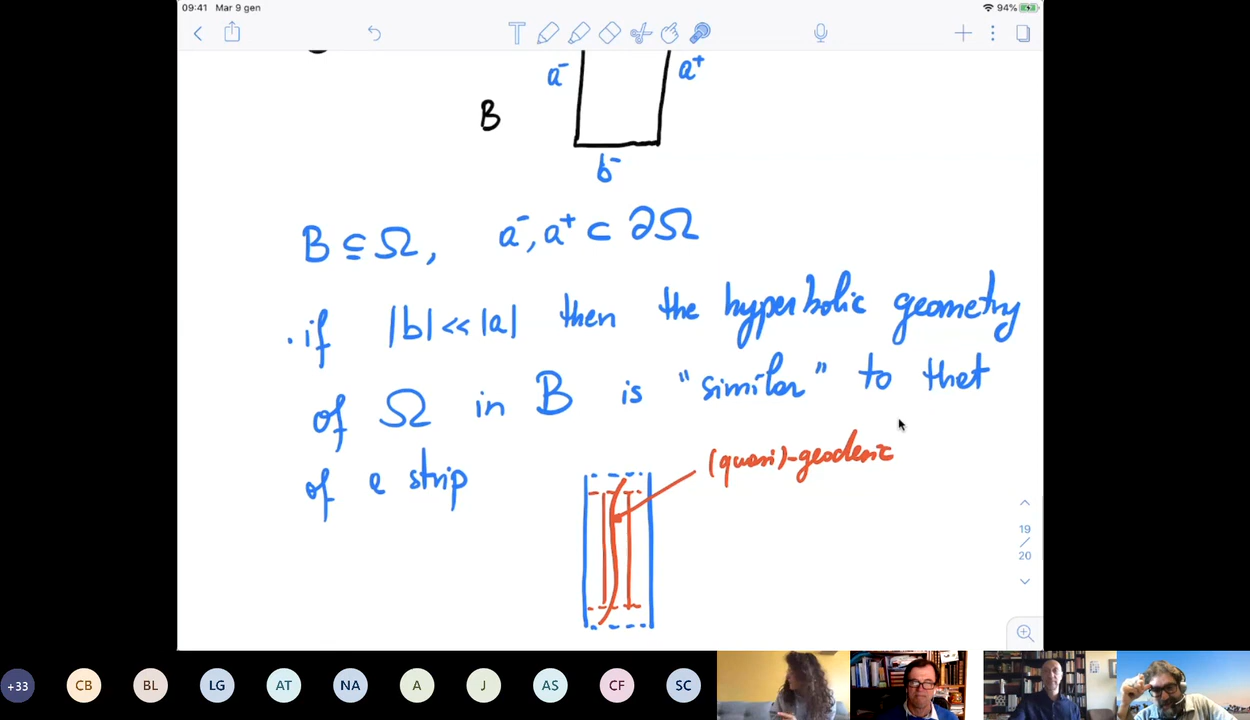 09:41 Mar 9 gen
94%
a⁻ a⁺
B
b⁻
B ⊆ Ω, a⁻, a⁺ ⊂ ∂Ω
. if |b| << |a| then the hyperbolic geometry
of Ω in B is "similar" to that
of a strip
(quasi)-geodesic
19
20
+33 CB BL LG AT NA A J AS CF SC